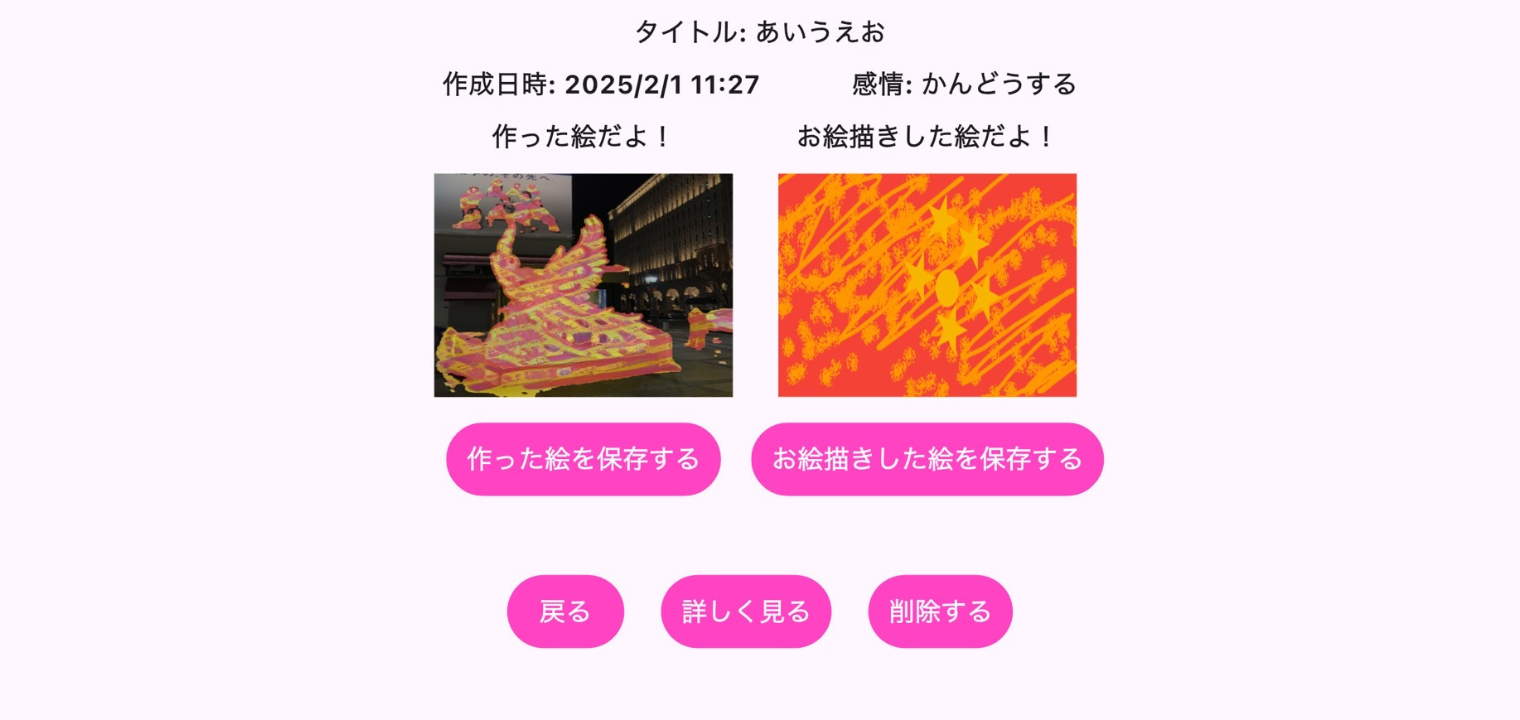 タイトル: あいうえお
作成日時: 2025/2/1 11:27
感情: かんどうする
作った絵だよ！
お絵描きした絵だよ！
作った絵を保存する
お絵描きした絵を保存する
戻る
詳しく見る
削除する